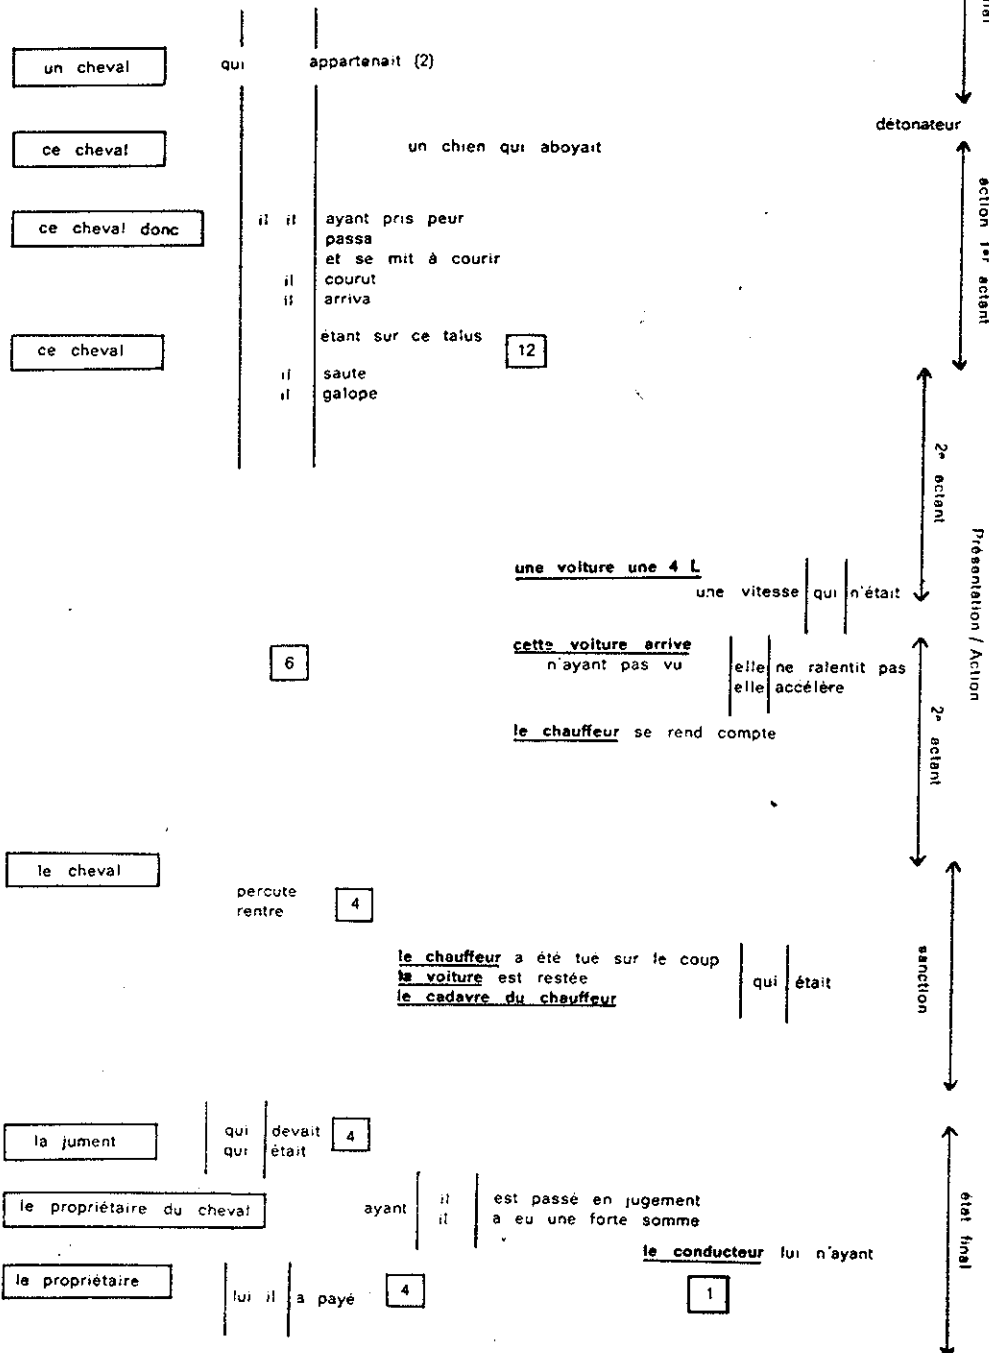 un cheval qui appartenait (2)
détonateur
ce cheval un chien qui aboyait
action 1er actant
ce cheval donc il il ayant pris peur
passa
et se mit à courir
il courut
il arriva
étant sur ce talus
ce cheval 12
il saute
il galope
2e actant
Présentation / Action
une voiture une 4 L
une vitesse qui n'était
cette voiture arrive
6 n'ayant pas vu elle ne ralentit pas
elle accélère
2e actant
le chauffeur se rend compte
le cheval
percute
rentre 4
sanction
le chauffeur a été tué sur le coup
la voiture est restée qui était
le cadavre du chauffeur
la jument qui devait 4
qui était
état final
le propriétaire du cheval ayant il est passé en jugement
il a eu une forte somme
le conducteur lui n'ayant
le propriétaire lui il a payé 4 1